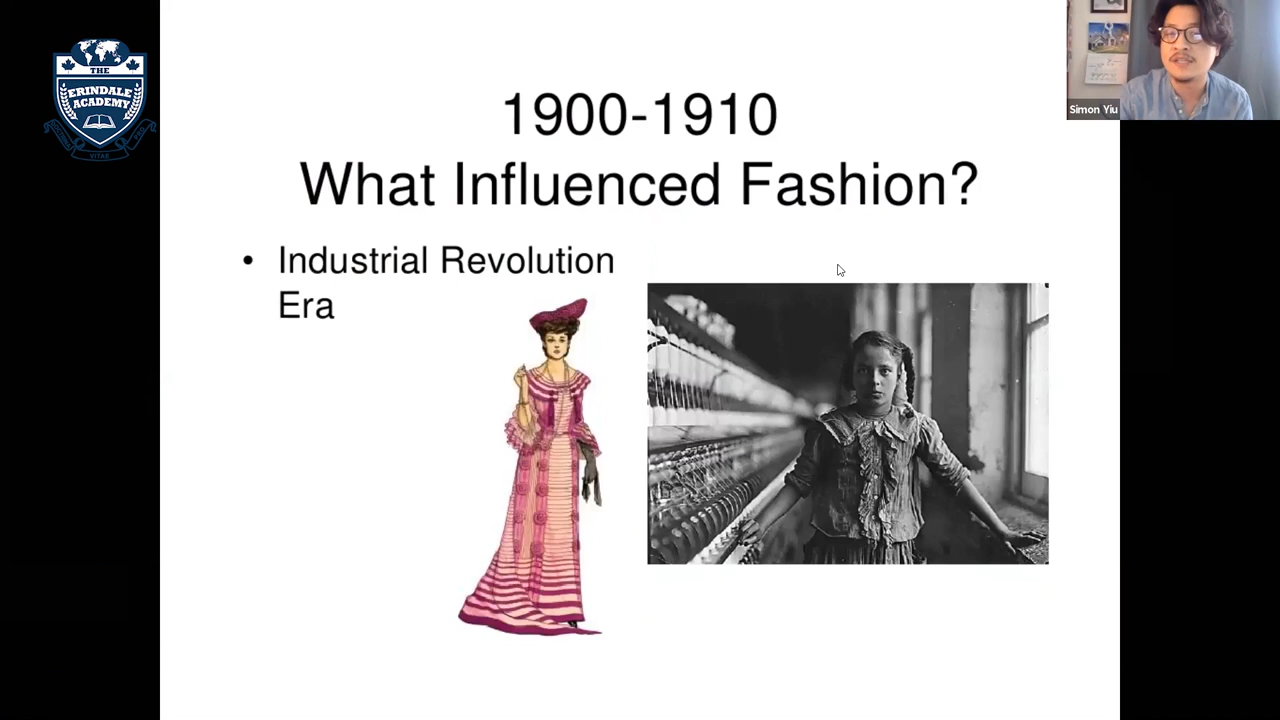 THE
ERINDALE
ACADEMY
VITAE
1900-1910
What Influenced Fashion?
• Industrial Revolution
Era
Simon Yiu